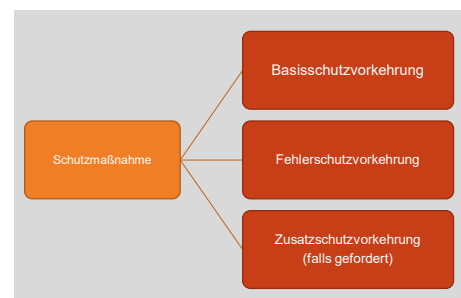 Basisschutzvorkehrung
Schutzmaßnahme
Fehlerschutzvorkehrung
Zusatzschutzvorkehrung
(falls gefordert)